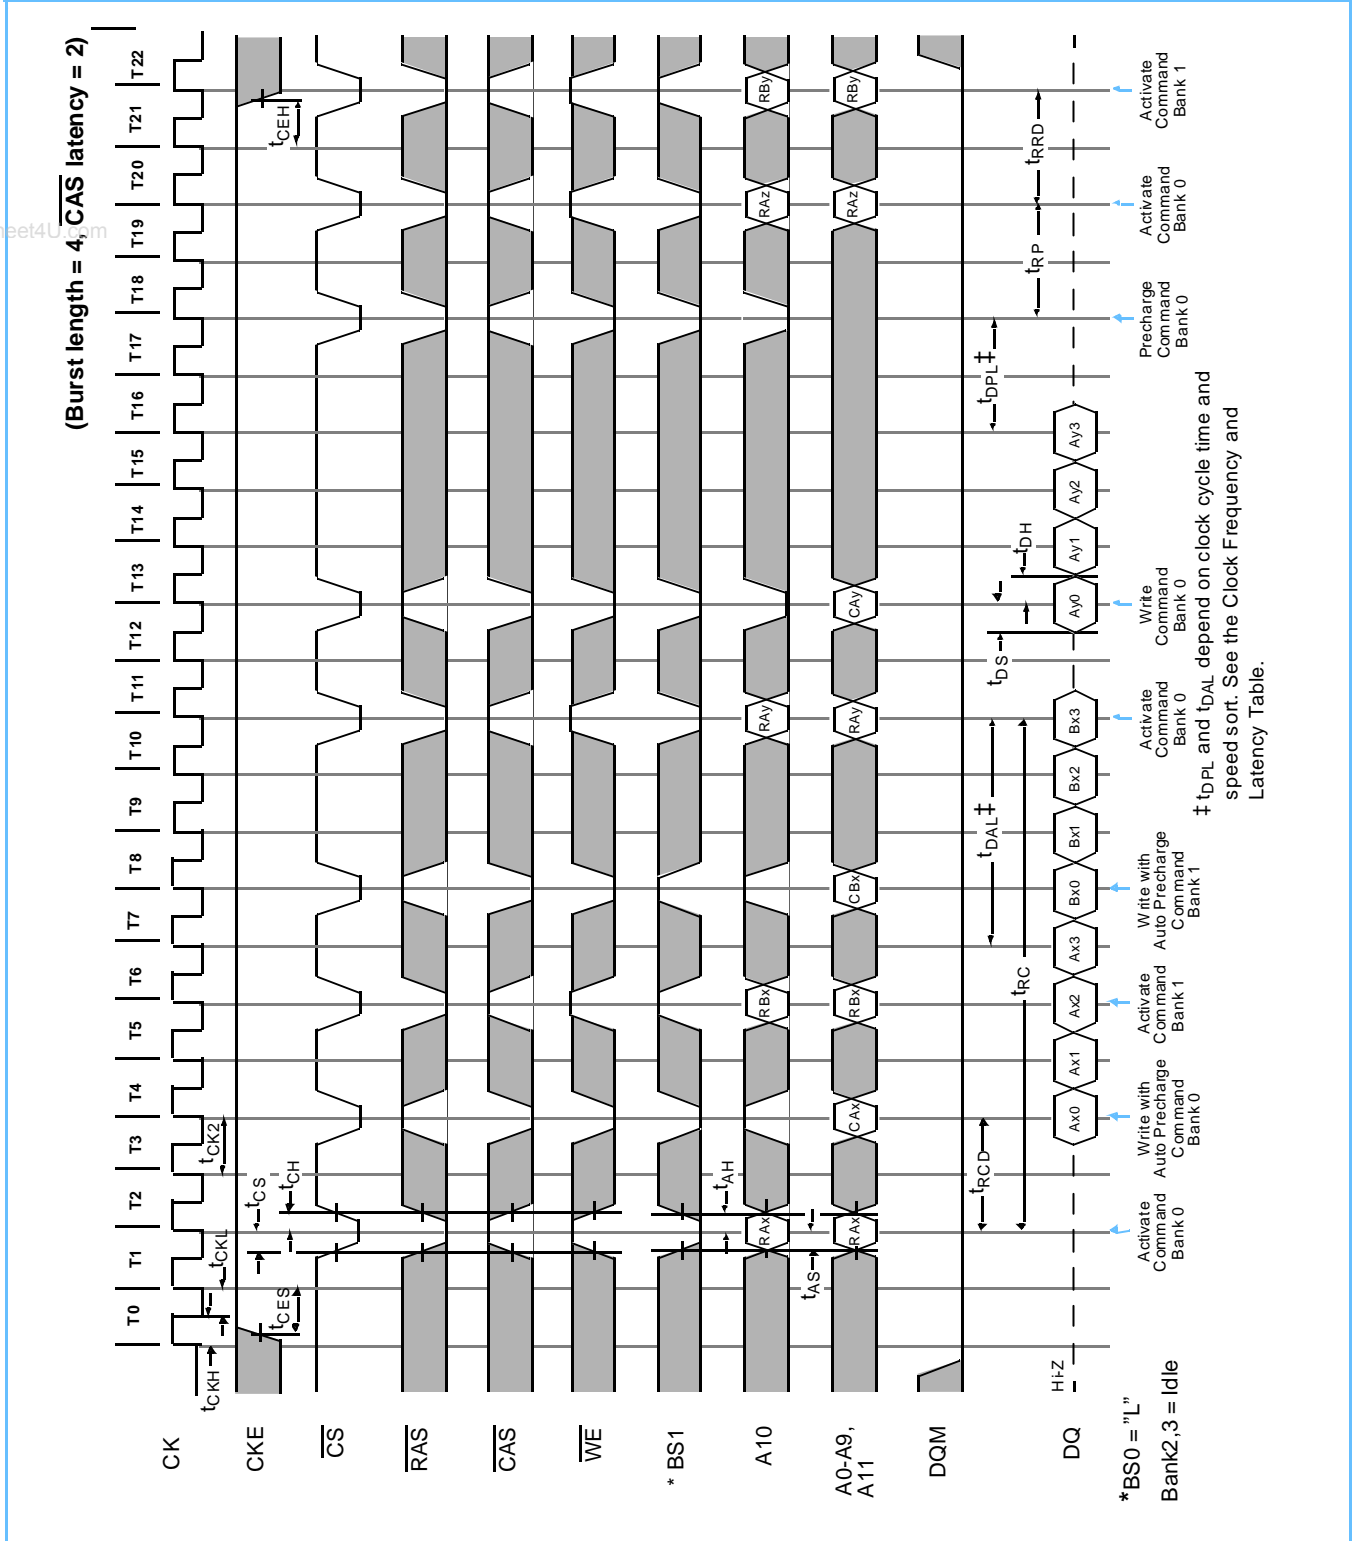 (Burst length = 4, CAS latency = 2)
T0 T1 T2 T3 T4 T5 T6 T7 T8 T9 T10 T11 T12 T13 T14 T15 T16 T17 T18 T19 T20 T21 T22
CK
tCKH
tCKL
tCK2
CKE
tCES
tCS
tCH
tCEH
CS
RAS
CAS
WE
* BS1
tAH
A10
RAx RBx RAy RAz RBy
tAS
A0-A9,
A11
RAx CAx RBx CBx RAy CAy RAz RBy
DQM
tRCD
tDAL‡
tDS
tDPL‡
tRC
tDH
tRP
tRRD
DQ
Hi-Z
Ax0 Ax1 Ax2 Ax3 Bx0 Bx1 Bx2 Bx3 Ay0 Ay1 Ay2 Ay3
Activate
Command
Bank 0
Write with
Auto Precharge
Command
Bank 0
Activate
Command
Bank 1
Write with
Auto Precharge
Command
Bank 1
Activate
Command
Bank 0
Write
Command
Bank 0
Precharge
Command
Bank 0
Activate
Command
Bank 0
Activate
Command
Bank 1
*BS0 = ”L”
Bank2,3 = Idle
‡ tDPL and tDAL depend on clock cycle time and
speed sort. See the Clock Frequency and
Latency Table.
eet4U.com